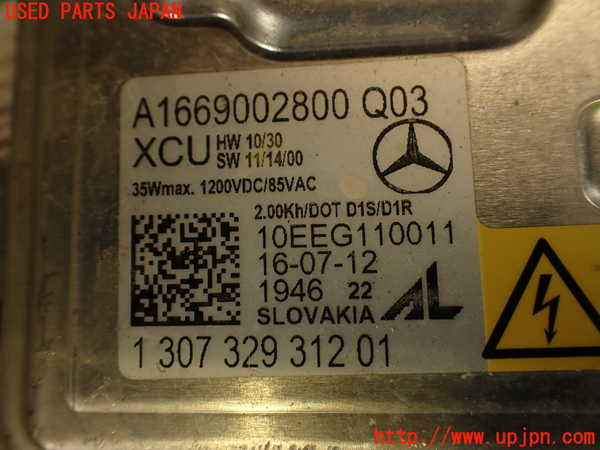 USED PARTS JAPAN
A1669002800 Q03
XCU HW 10/30
SW 11/14/00
35Wmax. 1200VDC/85VAC
2.00Kh/DOT D1S/D1R
10EEG110011
16-07-12
1946 22
SLOVAKIA AL
1 307 329 312 01
http://www.upjpn.com/